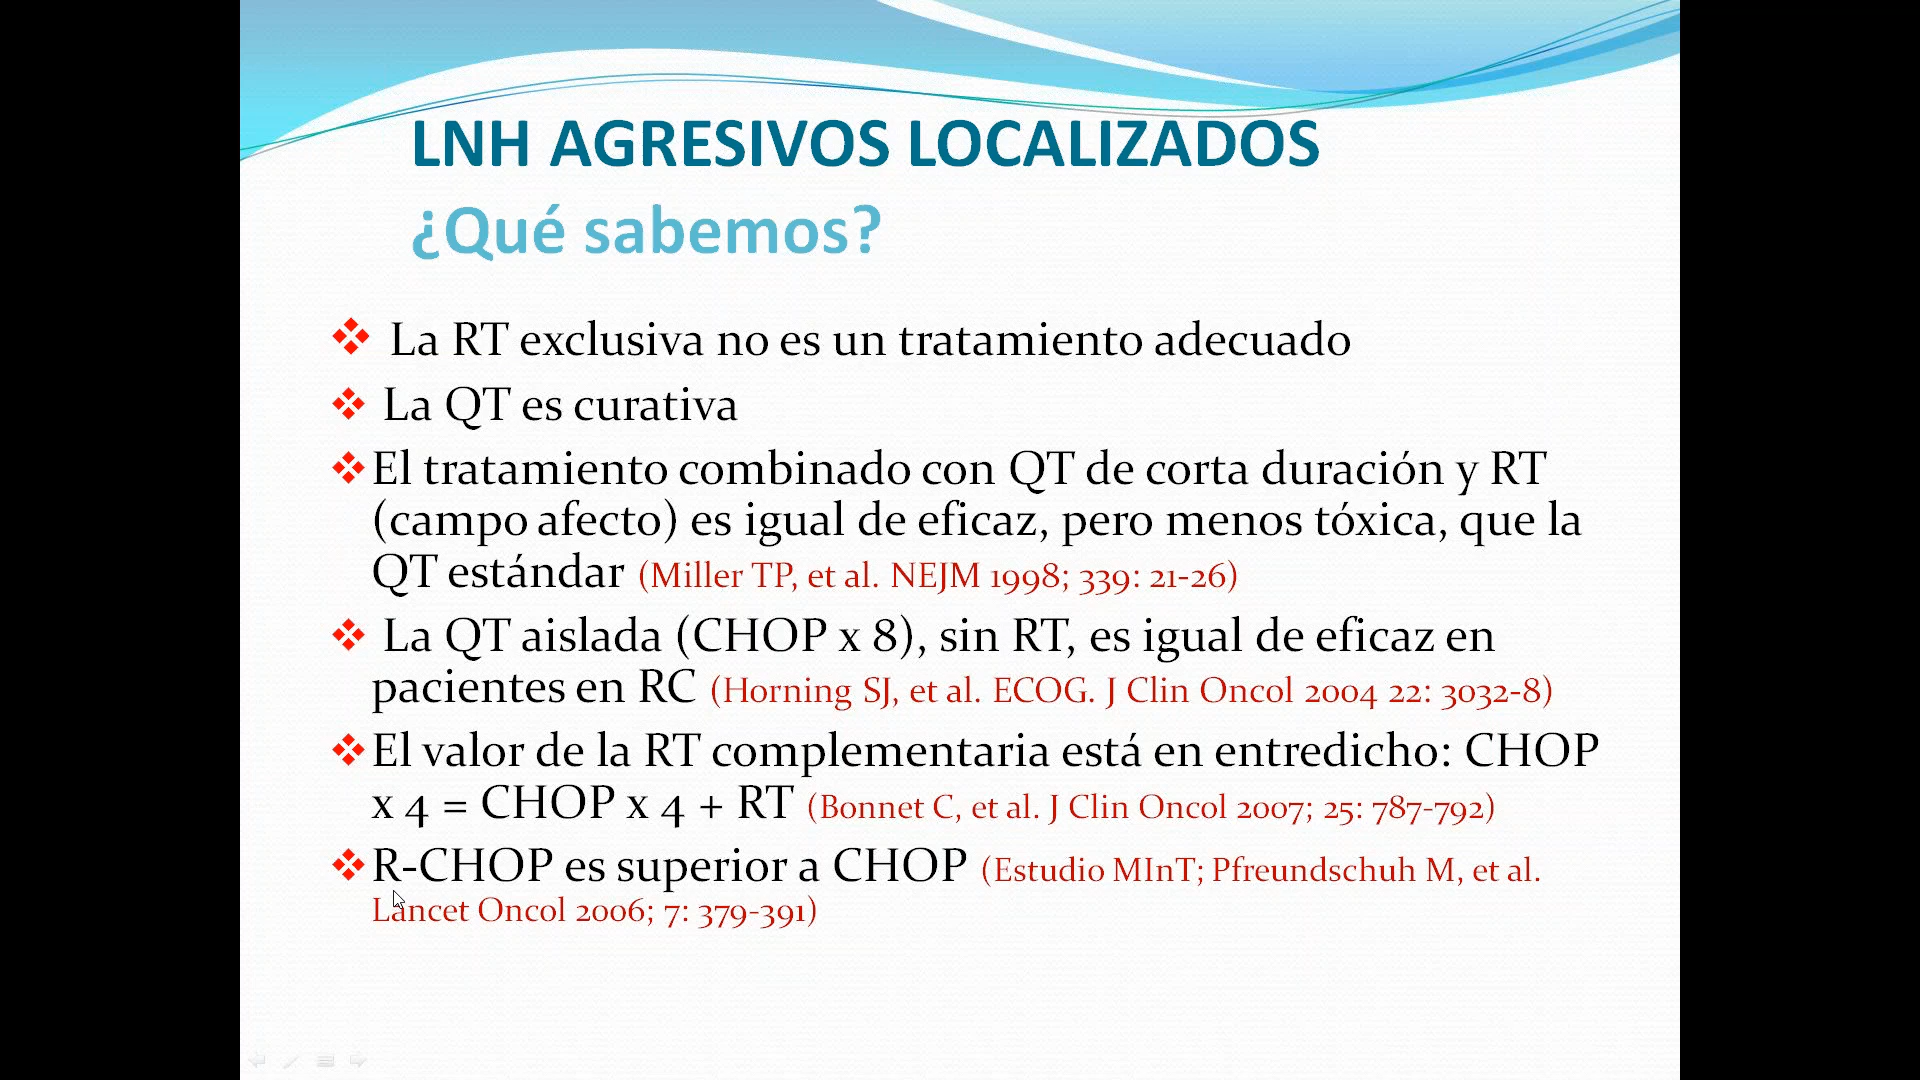 LNH AGRESIVOS LOCALIZADOS
¿Qué sabemos?
La RT exclusiva no es un tratamiento adecuado
La QT es curativa
El tratamiento combinado con QT de corta duración y RT
(campo afecto) es igual de eficaz, pero menos tóxica, que la
QT estándar (Miller TP, et al. NEJM 1998; 339: 21-26)
La QT aislada (CHOP x 8), sin RT, es igual de eficaz en
pacientes en RC (Horning SJ, et al. ECOG. J Clin Oncol 2004 22: 3032-8)
El valor de la RT complementaria está en entredicho: CHOP
x 4 = CHOP x 4 + RT (Bonnet C, et al. J Clin Oncol 2007; 25: 787-792)
R-CHOP es superior a CHOP (Estudio MInT; Pfreundschuh M, et al.
Lancet Oncol 2006; 7: 379-391)